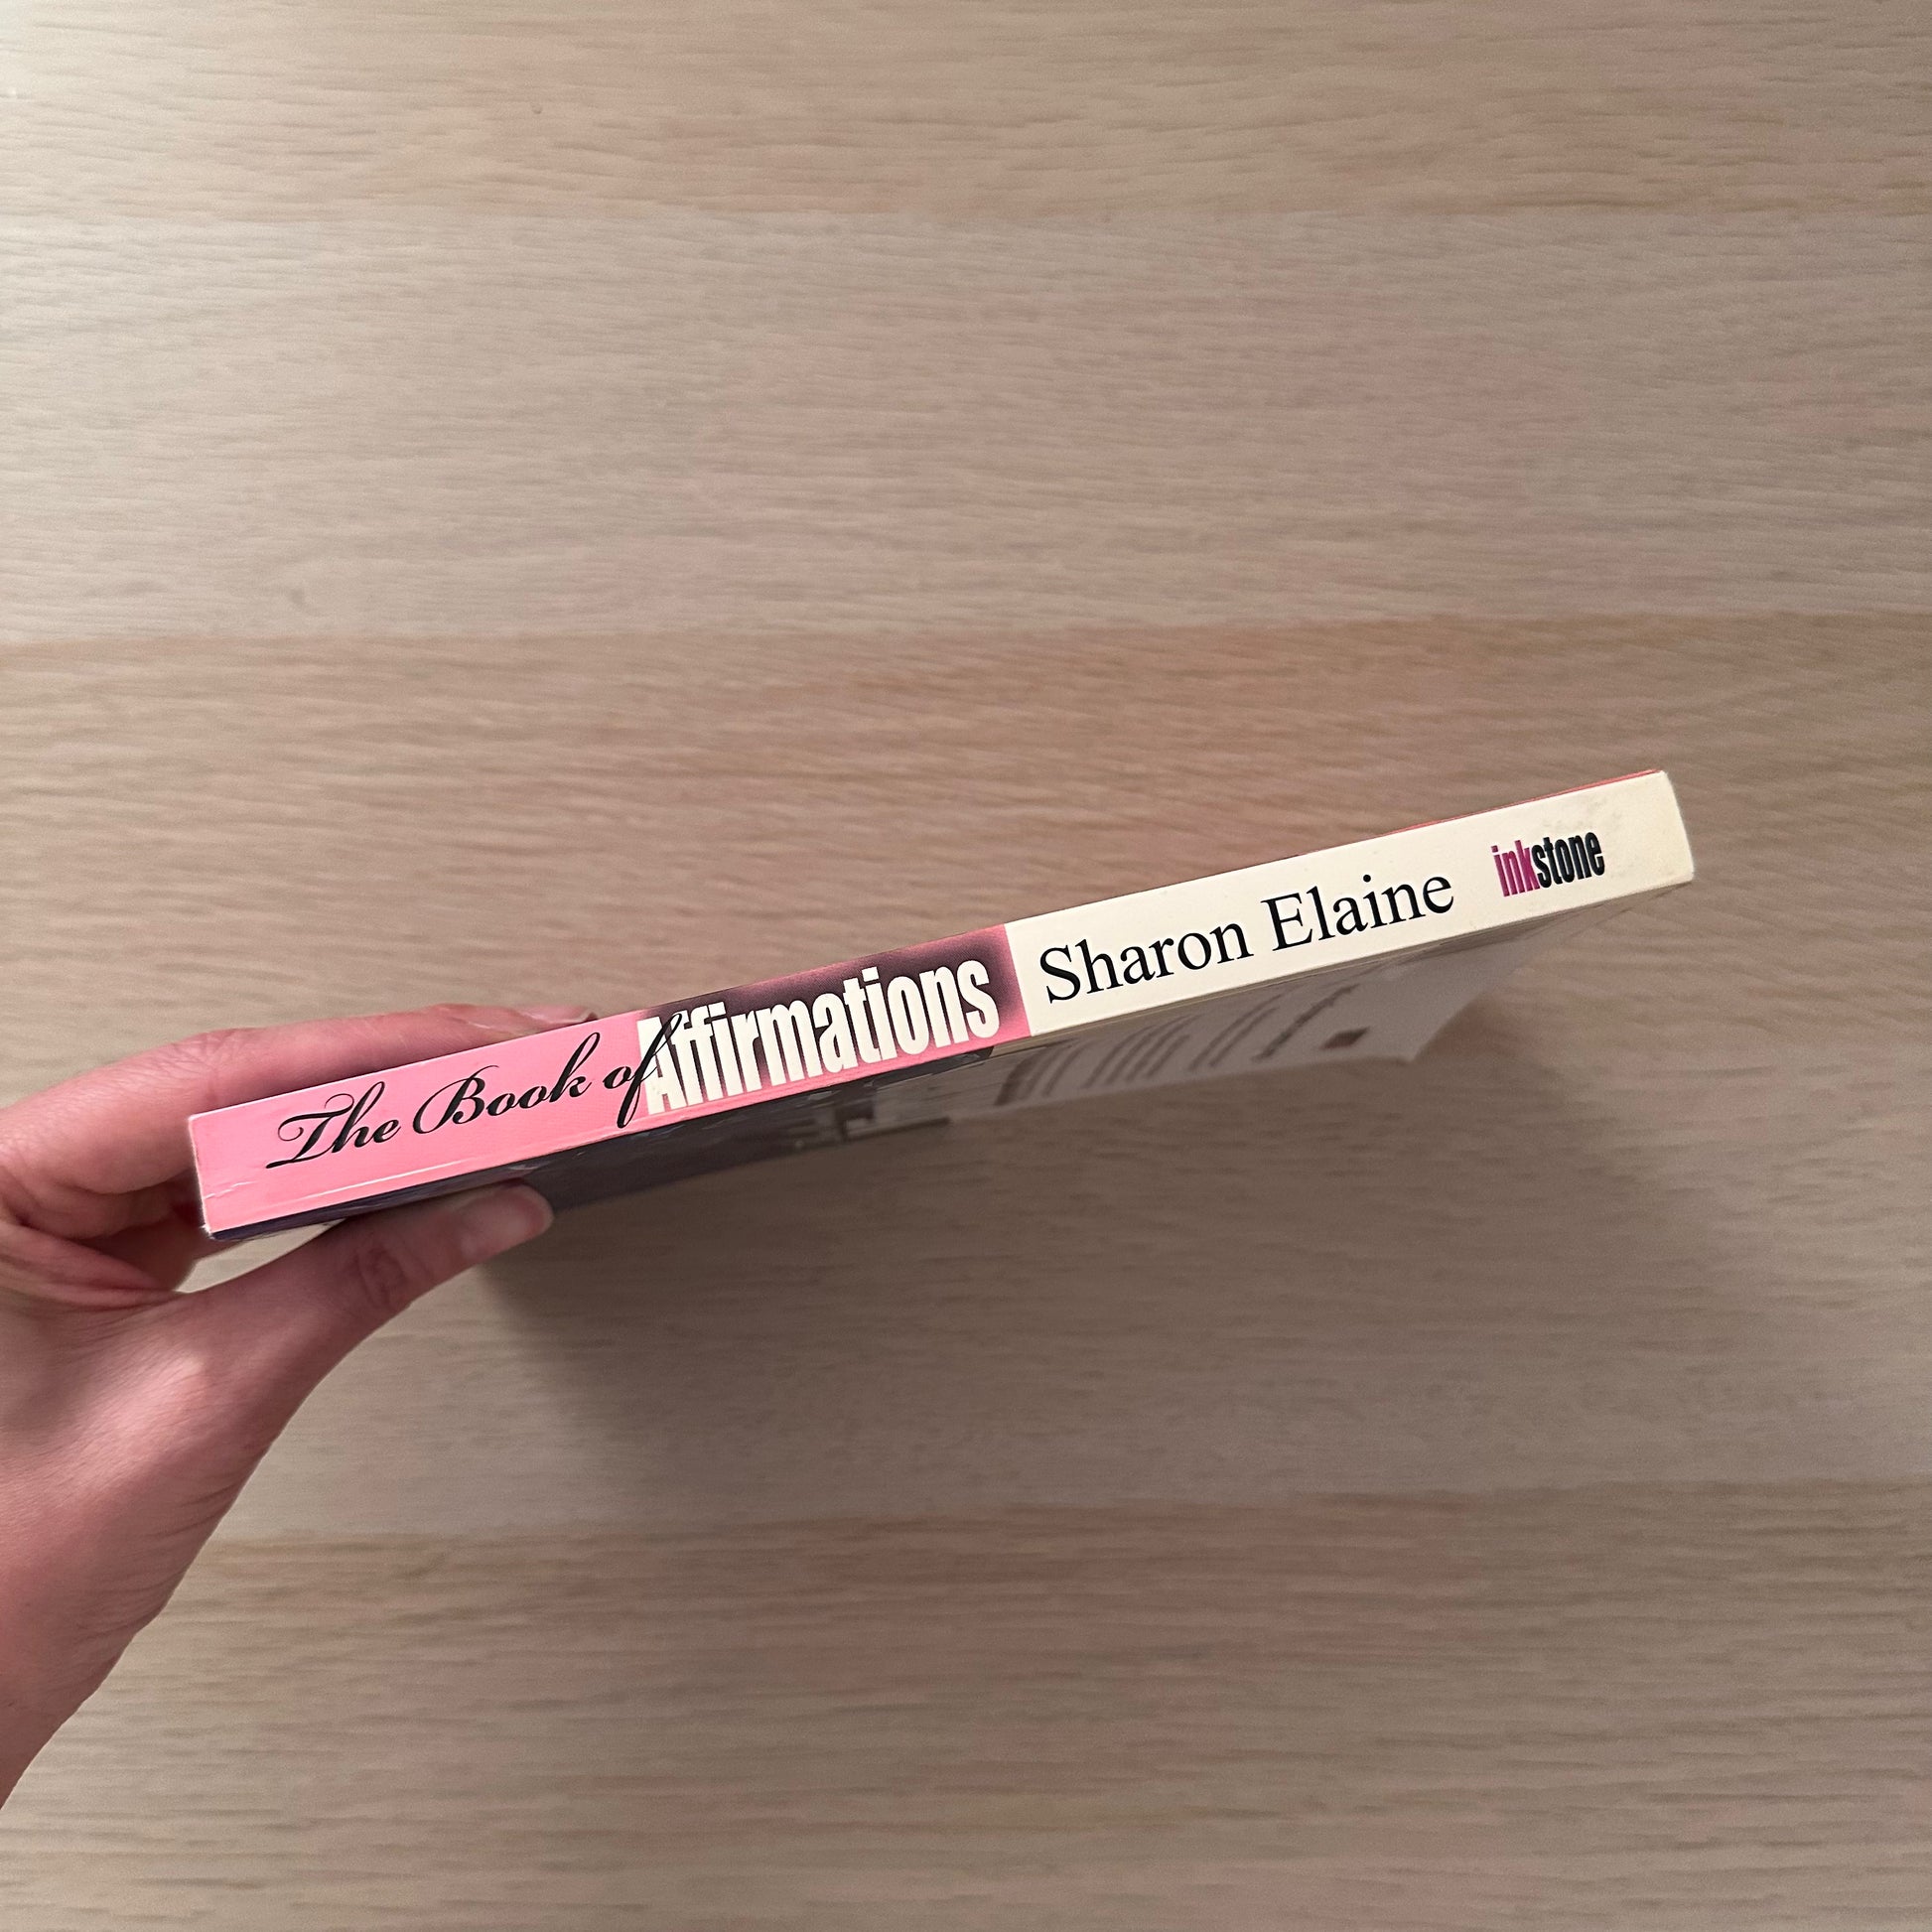 The Book of Affirmations Sharon Elaine inkstone